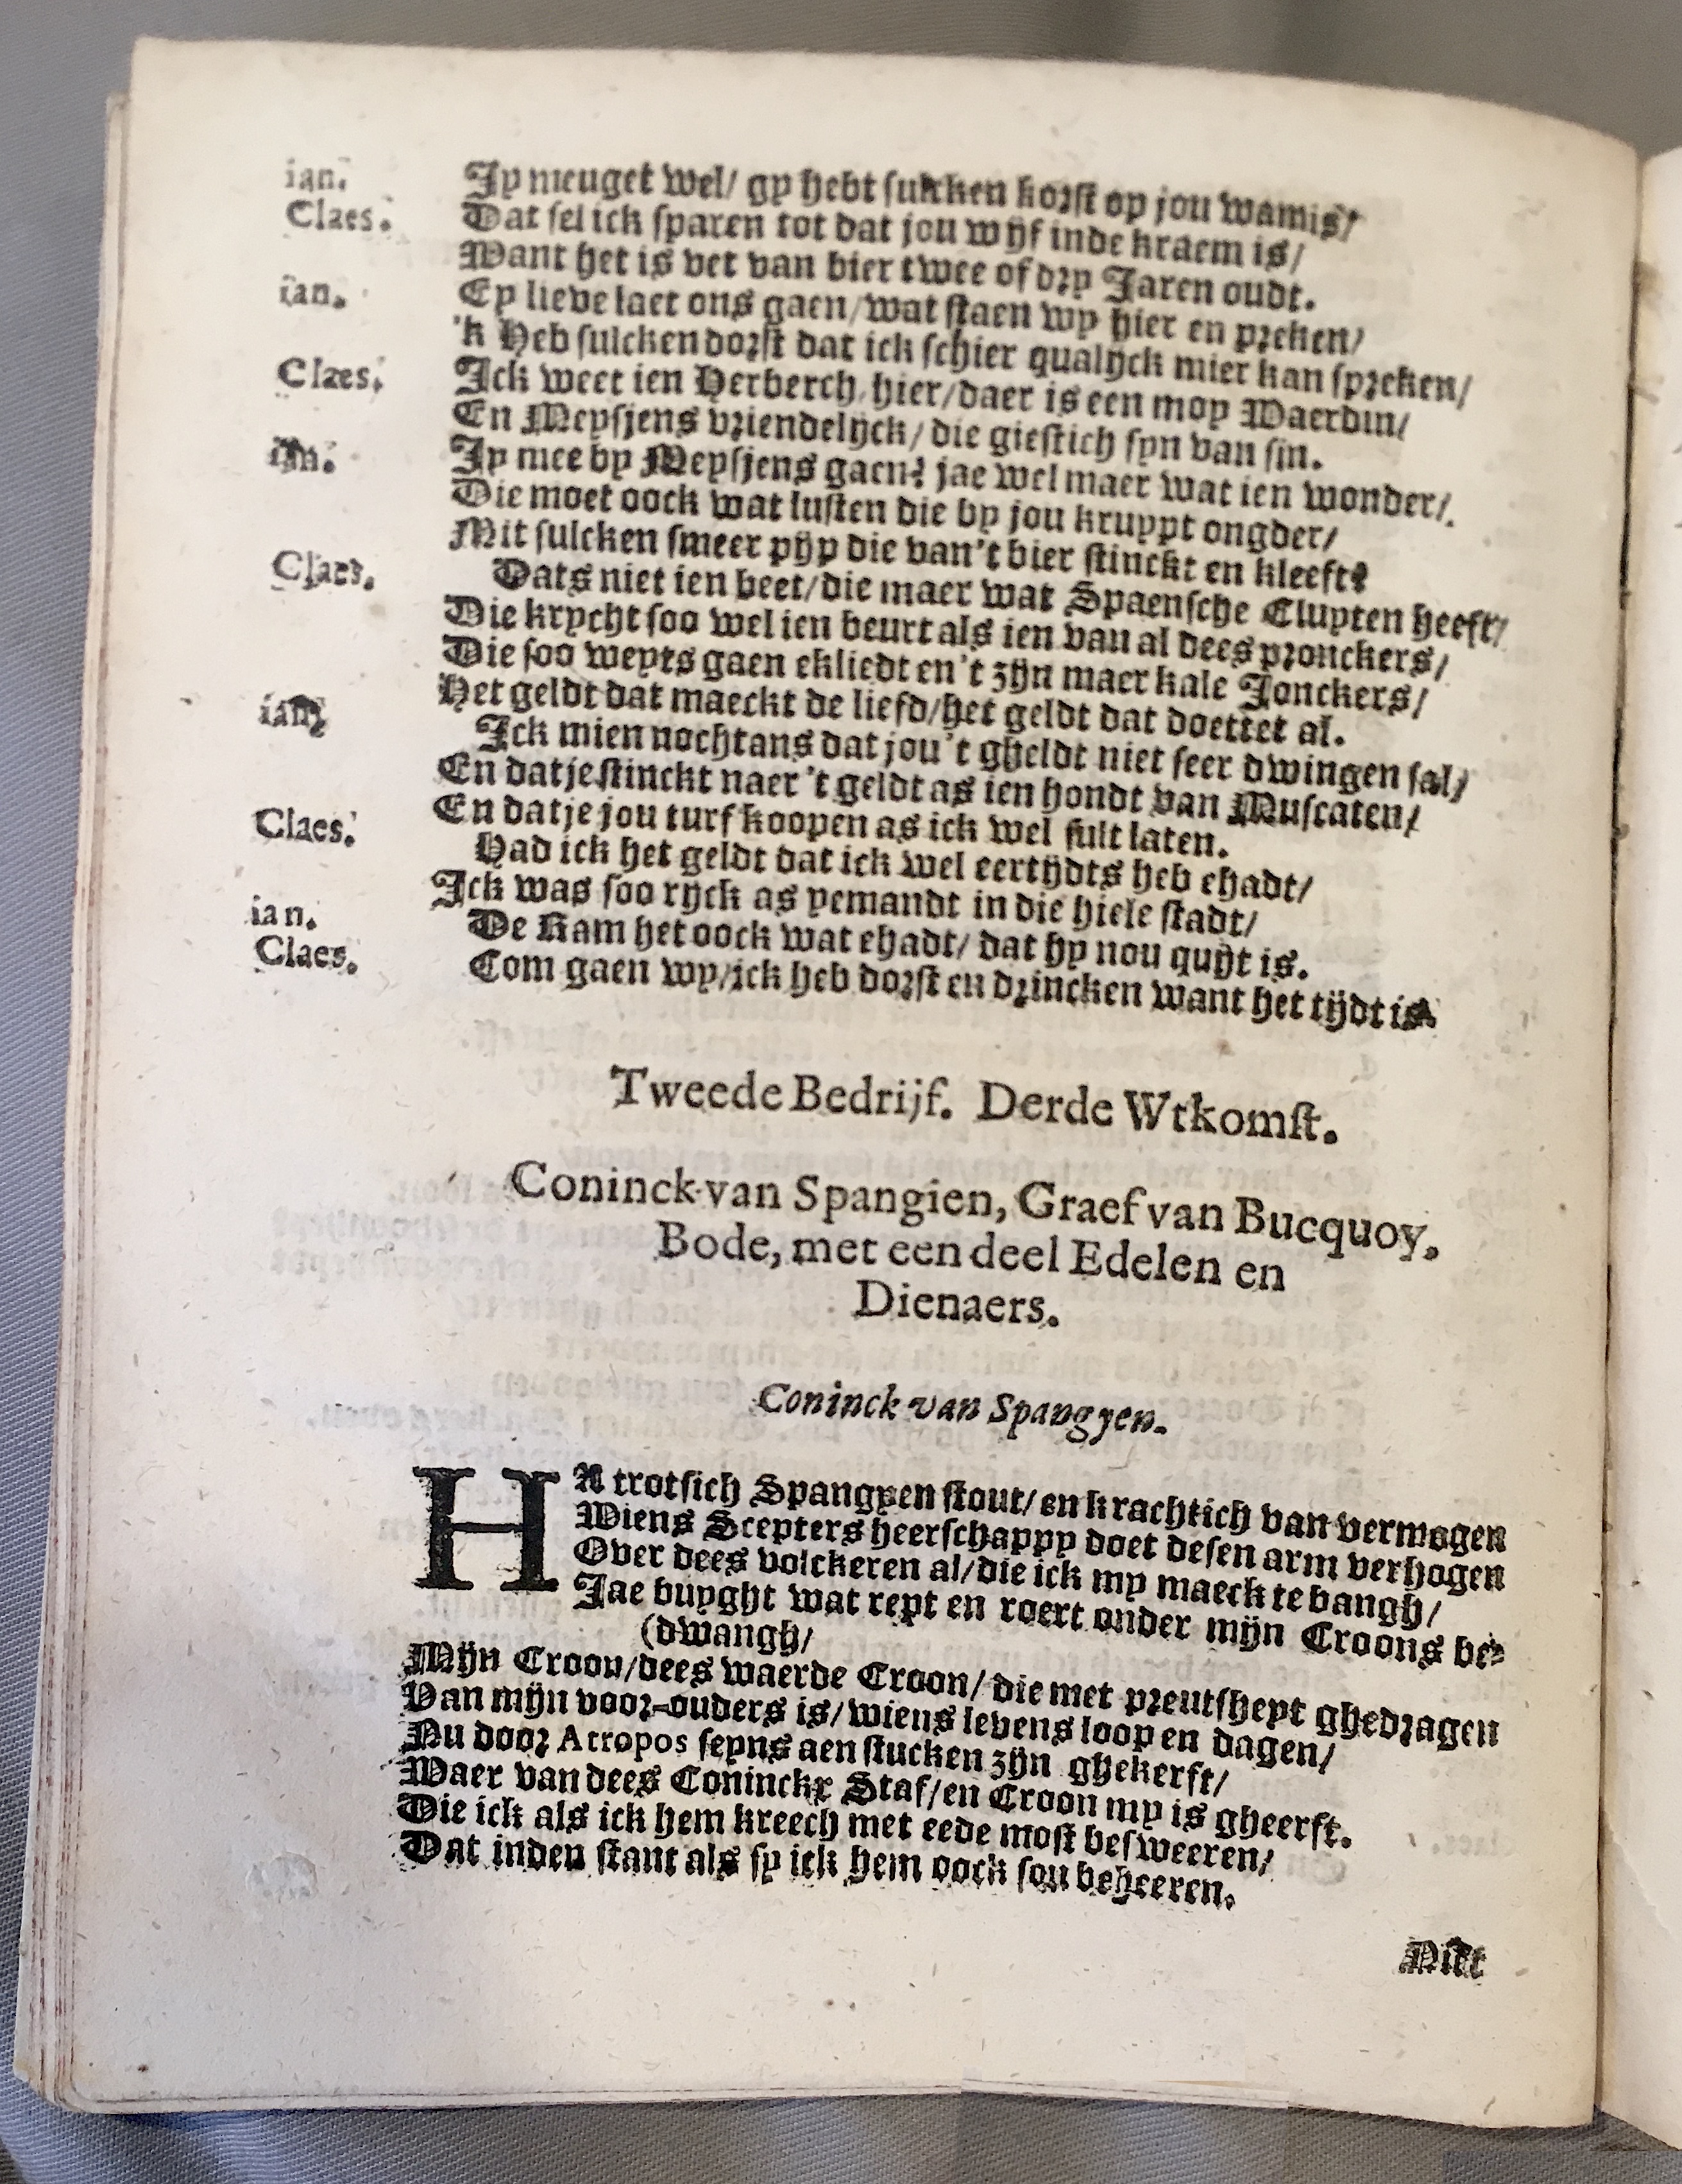 ian. Jy meuget wel/ gy hebt sulcken korst op jou wamis/
Claes. Dat sel ick sparen tot dat jou wijf inde kraem is/
Want het is vet van bier twee of dry Jaren oudt.
ian. Ey lieve laet ons gaen/wat staen wy hier en preken/
'k Heb sulcken dorst dat ick schier qualijck mier kan spreken/
Claes. Ick weet ien Herberch hier/daer is een moy Waerdin/
En Meysjens vriendelijck/ die giestich syn van sin.
ian. Jy mee by Meysjens gaen? jae wel maer wat ien wonder/
Die moet oock wat lusten die by jou kruypt ongder/
Mit sulcken smeer pijp die van't bier stinckt en kleeft?
Claes. Dats niet ien beet/die maer wat Spaensche Cluyten heeft/
Die krycht soo wel ien beurt als ien van al dees pronckers/
Die soo weyts gaen ekliedt en't zijn maer kale Jonckers/
Het geldt dat maeckt de liefd/het geldt dat doettet al.
ian. Ick mien nochtans dat jou't gheldt niet seer dwingen sal/
En datje stinckt naer 't geldt as ien hondt van Muscaten/
En datje jou turf koopen as ick wel sult laten.
Claes. Had ick het geldt dat ick wel eertijdts heb ehadt/
Ick was soo rijck as yemandt in die hiele stadt/
ian. De Kam het oock wat ehadt/ dat hy nou quijt is.
Claes. Com gaen wy/ick heb dorst en drincken want het tijdt is.
Tweede Bedrijf. Derde Wtkomst.
Coninck van Spangien, Graef van Bucquoy.
Bode, met een deel Edelen en
Dienaers.
Coninck van Spangyen.
HA trotsich Spangyen stout/ en krachtich van vermogen
Wiens Scepters heerschappy doet desen arm verhogen
Over dees volckeren al/die ick my maeck te bangh/
Jae buyght wat rept en roert onder mijn Croons be-
(dwangh/
Mijn Croon/dees waerde Croon/ die met preutsheyt ghedragen
Van mijn voor-ouders is/ wiens levens loop en dagen/
Nu door Atropos seyns aen stucken zijn ghekerft/
Waer van dees Coninckx Staf/en Croon my is gheerft.
Die ick als ick hem kreech met eede most besweeren/
Dat inden stant als sy ick hem oock sou beheeren.
Niet